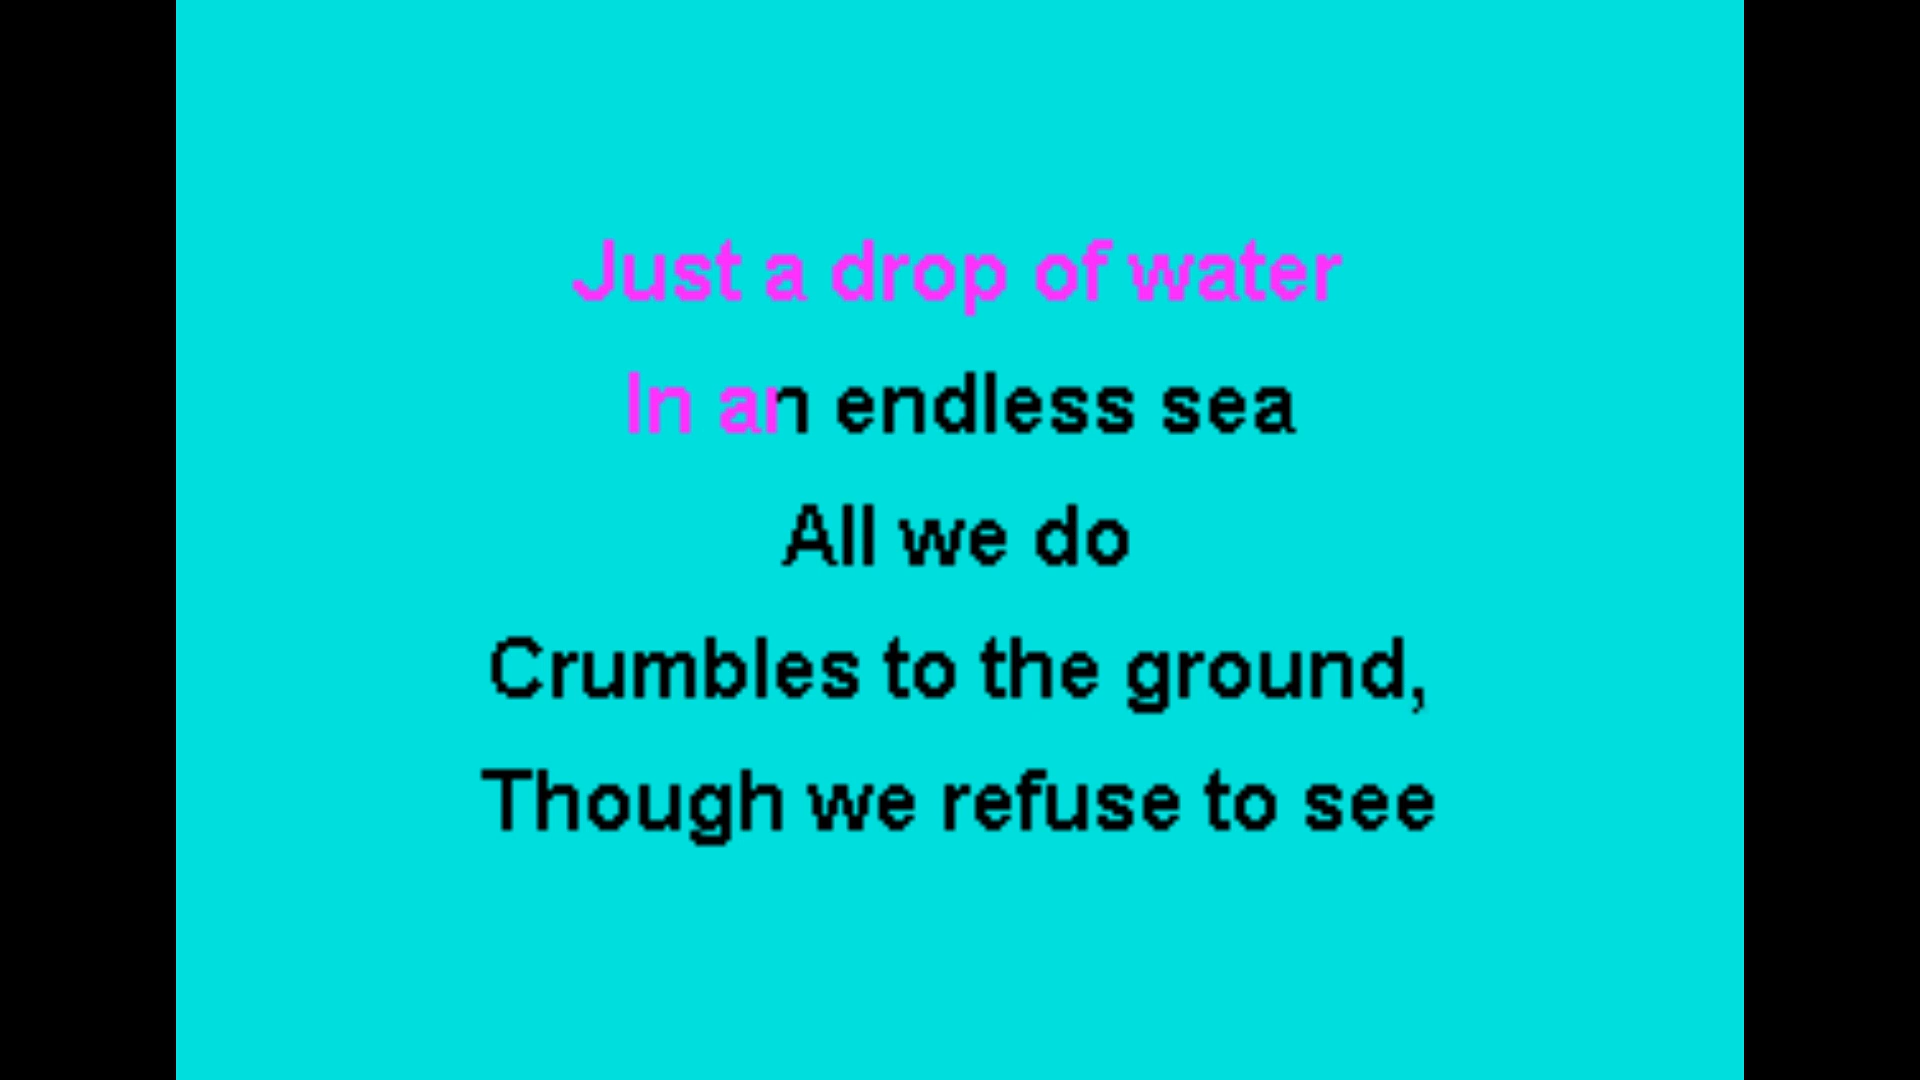 Just a drop of water
In an endless sea
All we do
Crumbles to the ground,
Though we refuse to see